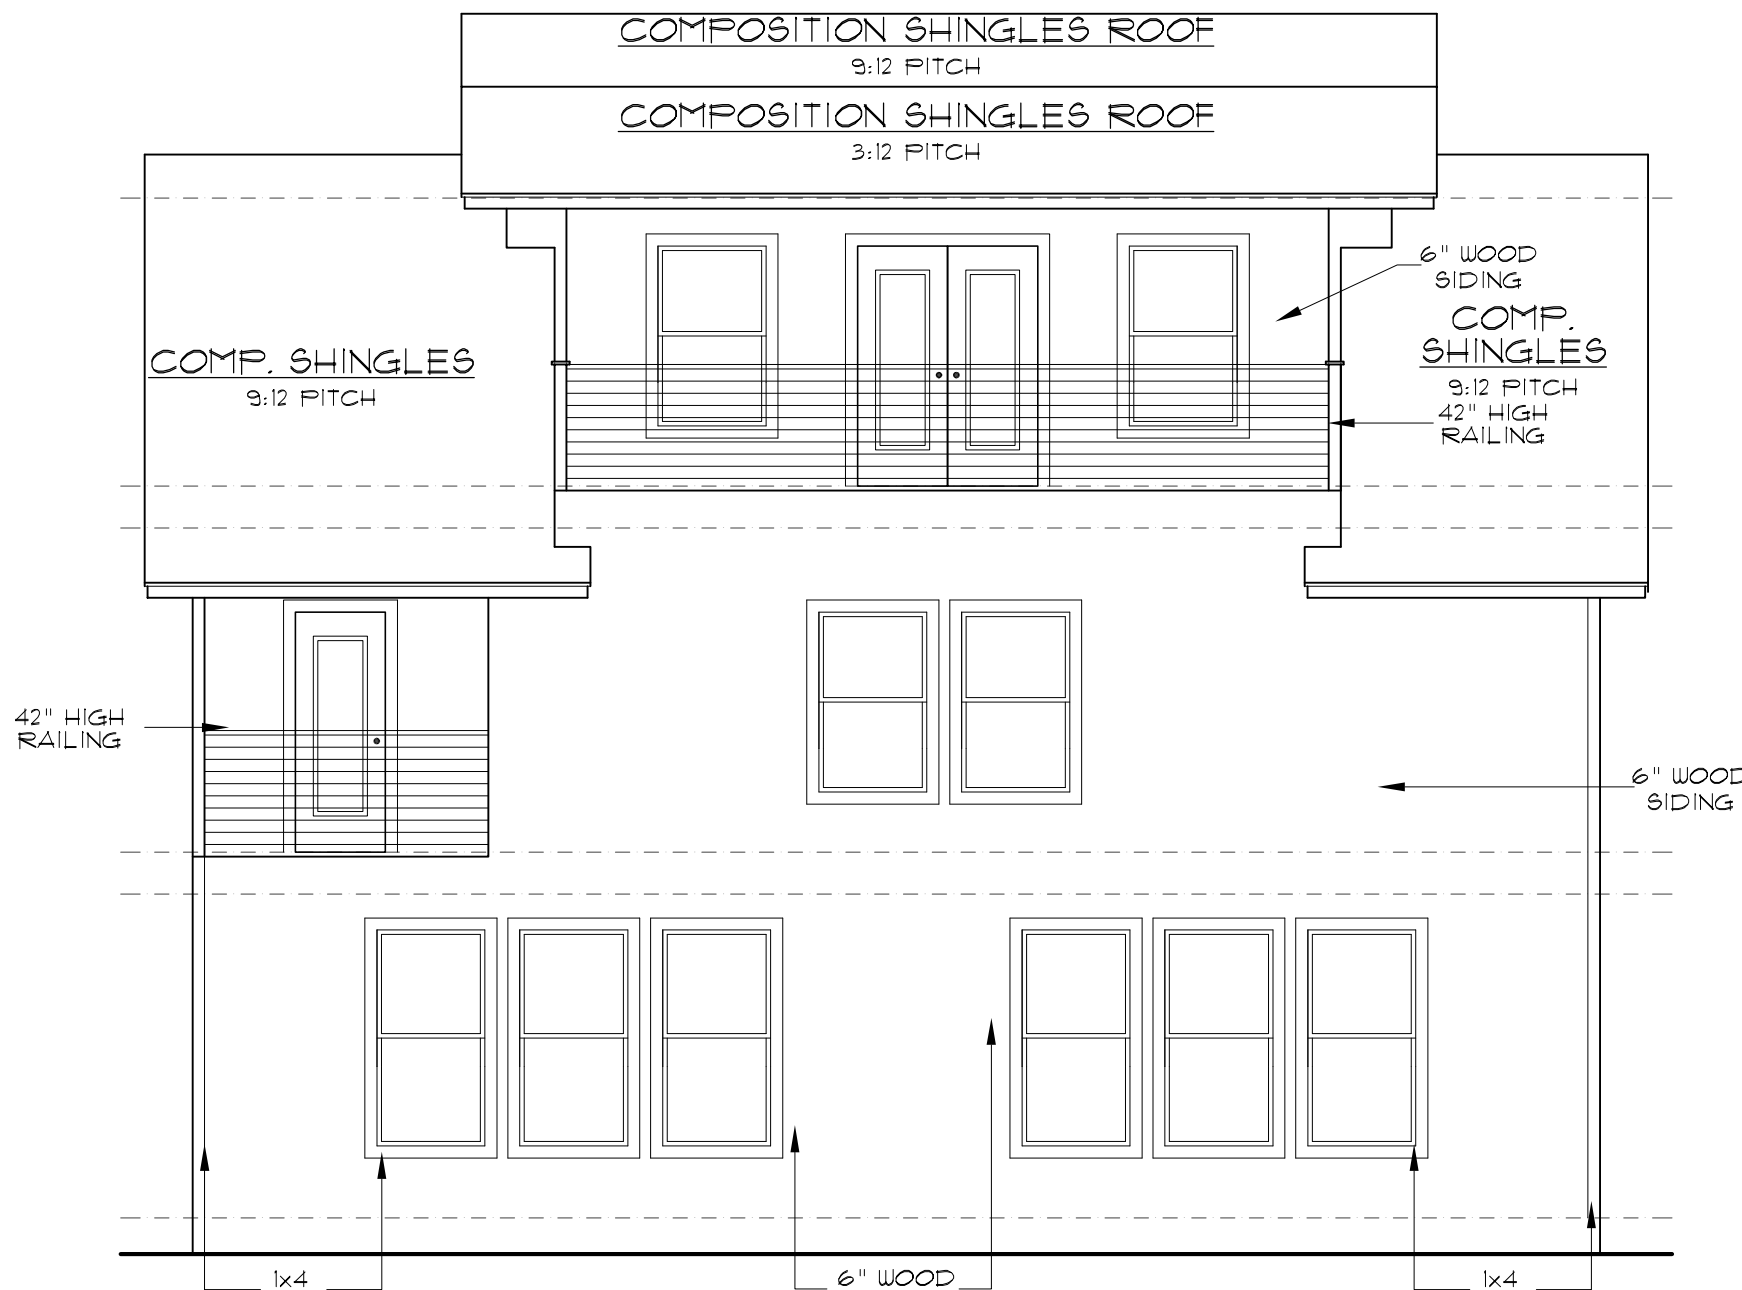 COMPOSITION SHINGLES ROOF
9:12 PITCH
COMPOSITION SHINGLES ROOF
3:12 PITCH
6" WOOD
SIDING
COMP.
SHINGLES
9:12 PITCH
COMP. SHINGLES
9:12 PITCH
42" HIGH
RAILING
42" HIGH
RAILING
6" WOOD
SIDING
1x4
6" WOOD
1x4